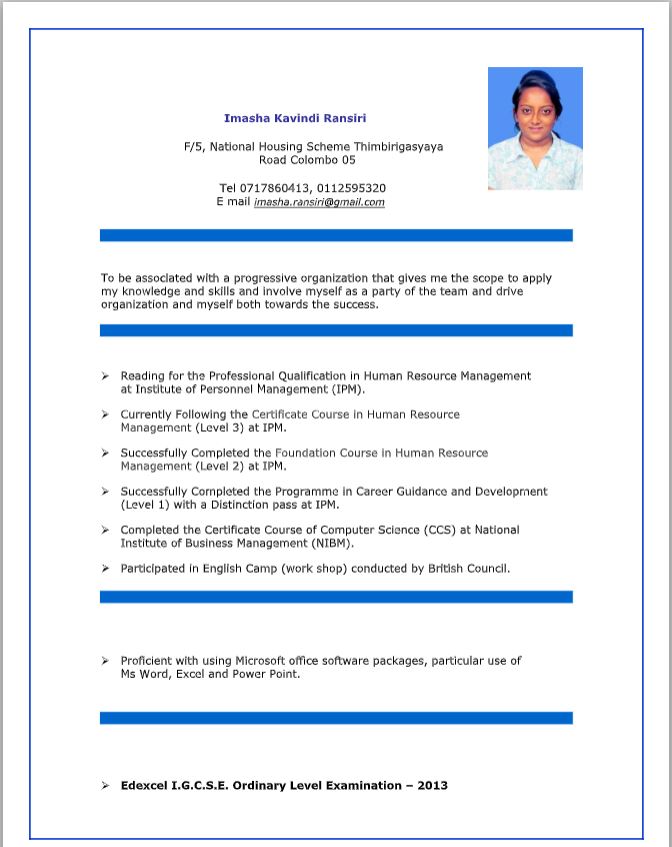 Imasha Kavindi Ransiri
F/5, National Housing Scheme Thimbirigasyaya
Road Colombo 05
Tel 0717860413, 0112595320
E mail imasha.ransiri@gmail.com
To be associated with a progressive organization that gives me the scope to apply
my knowledge and skills and involve myself as a party of the team and drive
organization and myself both towards the success.
➢ Reading for the Professional Qualification in Human Resource Management
at Institute of Personnel Management (IPM).
➢ Currently Following the Certificate Course in Human Resource
Management (Level 3) at IPM.
➢ Successfully Completed the Foundation Course in Human Resource
Management (Level 2) at IPM.
➢ Successfully Completed the Programme in Career Guidance and Development
(Level 1) with a Distinction pass at IPM.
➢ Completed the Certificate Course of Computer Science (CCS) at National
Institute of Business Management (NIBM).
➢ Participated in English Camp (work shop) conducted by British Council.
➢ Proficient with using Microsoft office software packages, particular use of
Ms Word, Excel and Power Point.
➢ Edexcel I.G.C.S.E. Ordinary Level Examination – 2013